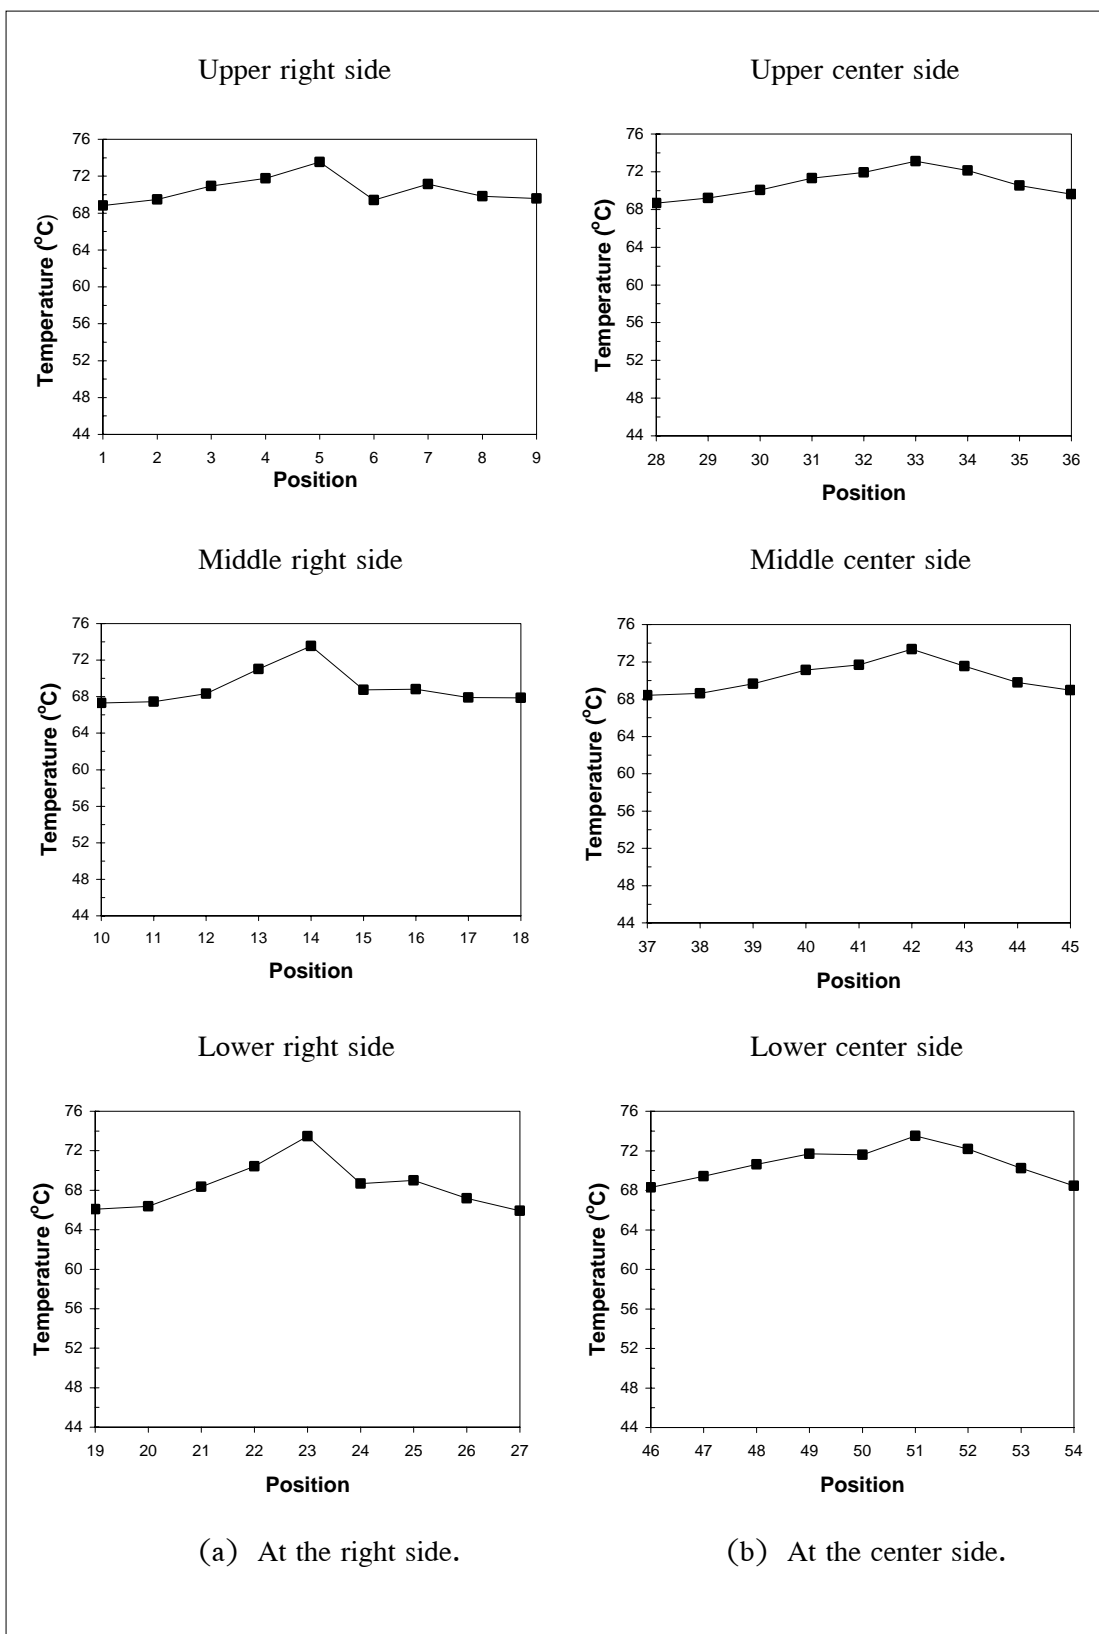 Upper right side
76
72
68
64
60
56
52
48
44
Temperature (°C)
1 2 3 4 5 6 7 8 9
Position
Upper center side
76
72
68
64
60
56
52
48
44
Temperature (°C)
28 29 30 31 32 33 34 35 36
Position
Middle right side
76
72
68
64
60
56
52
48
44
Temperature (°C)
10 11 12 13 14 15 16 17 18
Position
Middle center side
76
72
68
64
60
56
52
48
44
Temperature (°C)
37 38 39 40 41 42 43 44 45
Position
Lower right side
76
72
68
64
60
56
52
48
44
Temperature (°C)
19 20 21 22 23 24 25 26 27
Position
Lower center side
76
72
68
64
60
56
52
48
44
Temperature (°C)
46 47 48 49 50 51 52 53 54
Position
(a) At the right side.
(b) At the center side.